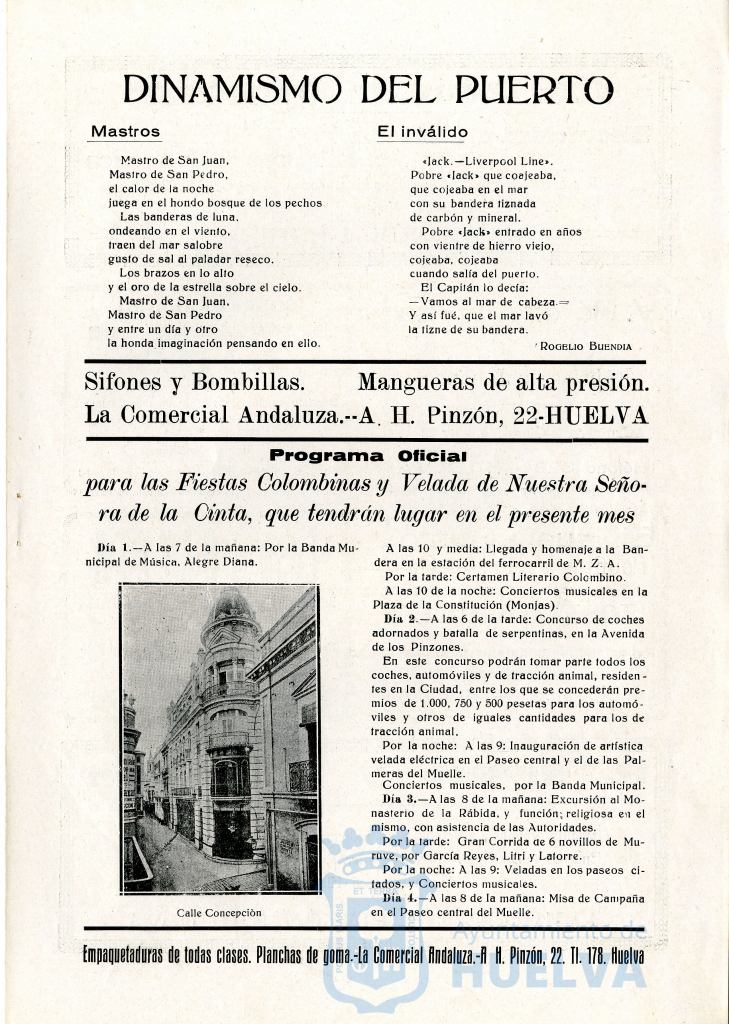 DINAMISMO DEL PUERTO
Mastros
Mastro de San Juan,
Mastro de San Pedro,
el calor de la noche
juega en el hondo bosque de los pechos
Las banderas de luna,
ondeando en el viento,
traen del mar salobre
gusto de sal al paladar reseco.
Los brazos en lo alto
y el oro de la estrella sobre el cielo.
Mastro de San Juan,
Mastro de San Pedro
y entre un día y otro
la honda imaginación pensando en ello.
El inválido
«Jack.—Liverpool Line».
Pobre «Jack» que coajeaba,
que cojeaba en el mar
con su bandera tiznada
de carbón y mineral.
Pobre «Jack» entrado en años
con vientre de hierro viejo,
cojeaba, cojeaba
cuando salía del puerto.
El Capitán lo decía:
—Vamos al mar de cabeza.=
Y así fué, que el mar lavó
la tizne de su bandera.
ROGELIO BUENDIA
Sifones y Bombillas. Mangueras de alta presión.
La Comercial Andaluza.--A. H. Pinzón, 22-HUELVA
Programa Oficial
para las Fiestas Colombinas y Velada de Nuestra Seño-
ra de la Cinta, que tendrán lugar en el presente mes
Día 1.—A las 7 de la mañana: Por la Banda Mu-
nicipal de Música, Alegre Diana.
Calle Concepciòn
A las 10 y media: Llegada y homenaje a la Ban-
dera en la estación del ferrocarril de M. Z. A.
Por la tarde: Certamen Literario Colombino.
A las 10 de la noche: Conciertos musicales en la
Plaza de la Constitución (Monjas).
Día 2.—A las 6 de la tarde: Concurso de coches
adornados y batalla de serpentinas, en la Avenida
de los Pinzones.
En este concurso podrán tomar parte todos los
coches, automóviles y de tracción animal, residen-
tes en la Ciudad, entre los que se concederán pre-
mios de 1.000, 750 y 500 pesetas para los automó-
viles y otros de iguales cantidades para los de
tracción animal.
Por la noche: A las 9: Inauguración de artística
velada eléctrica en el Paseo central y el de las Pal-
meras del Muelle.
Conciertos musicales, por la Banda Municipal.
Día 3.—A las 8 de la mañana: Excursión al Mo-
nasterio de la Rábida, y función; religiosa en el
mismo, con asistencia de las Autoridades.
Por la tarde: Gran Corrida de 6 novillos de Mu-
ruve, por García Reyes, Litri y Latorre.
Por la noche: A las 9: Veladas en los paseos ci-
tados, y Conciertos musicales.
Día 4.—A las 8 de la mañana: Misa de Campaña
en el Paseo central del Muelle.
Empaquetaduras de todas clases. Planchas de goma.-La Comercial Andaluza.-A H. Pinzón, 22. Tl. 178. Huelva
Ayuntamiento de
HUELVA